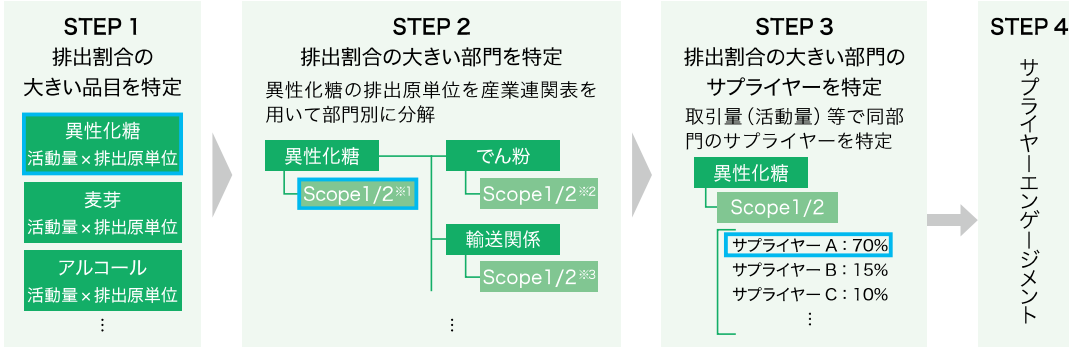 STEP 1
排出割合の
大きい品目を特定
異性化糖
活動量×排出原単位
麦芽
活動量×排出原単位
アルコール
活動量×排出原単位
⋮
STEP 2
排出割合の大きい部門を特定
異性化糖の排出原単位を産業連関表を
用いて部門別に分解
異性化糖
Scope1/2※1
でん粉
Scope1/2※2
輸送関係
Scope1/2※3
⋮
STEP 3
排出割合の大きい部門の
サプライヤーを特定
取引量(活動量)等で同部
門のサプライヤーを特定
異性化糖
Scope1/2
サプライヤー A:70%
サプライヤー B:15%
サプライヤー C:10%
⋮
STEP 4
サプライヤーエンゲージメント